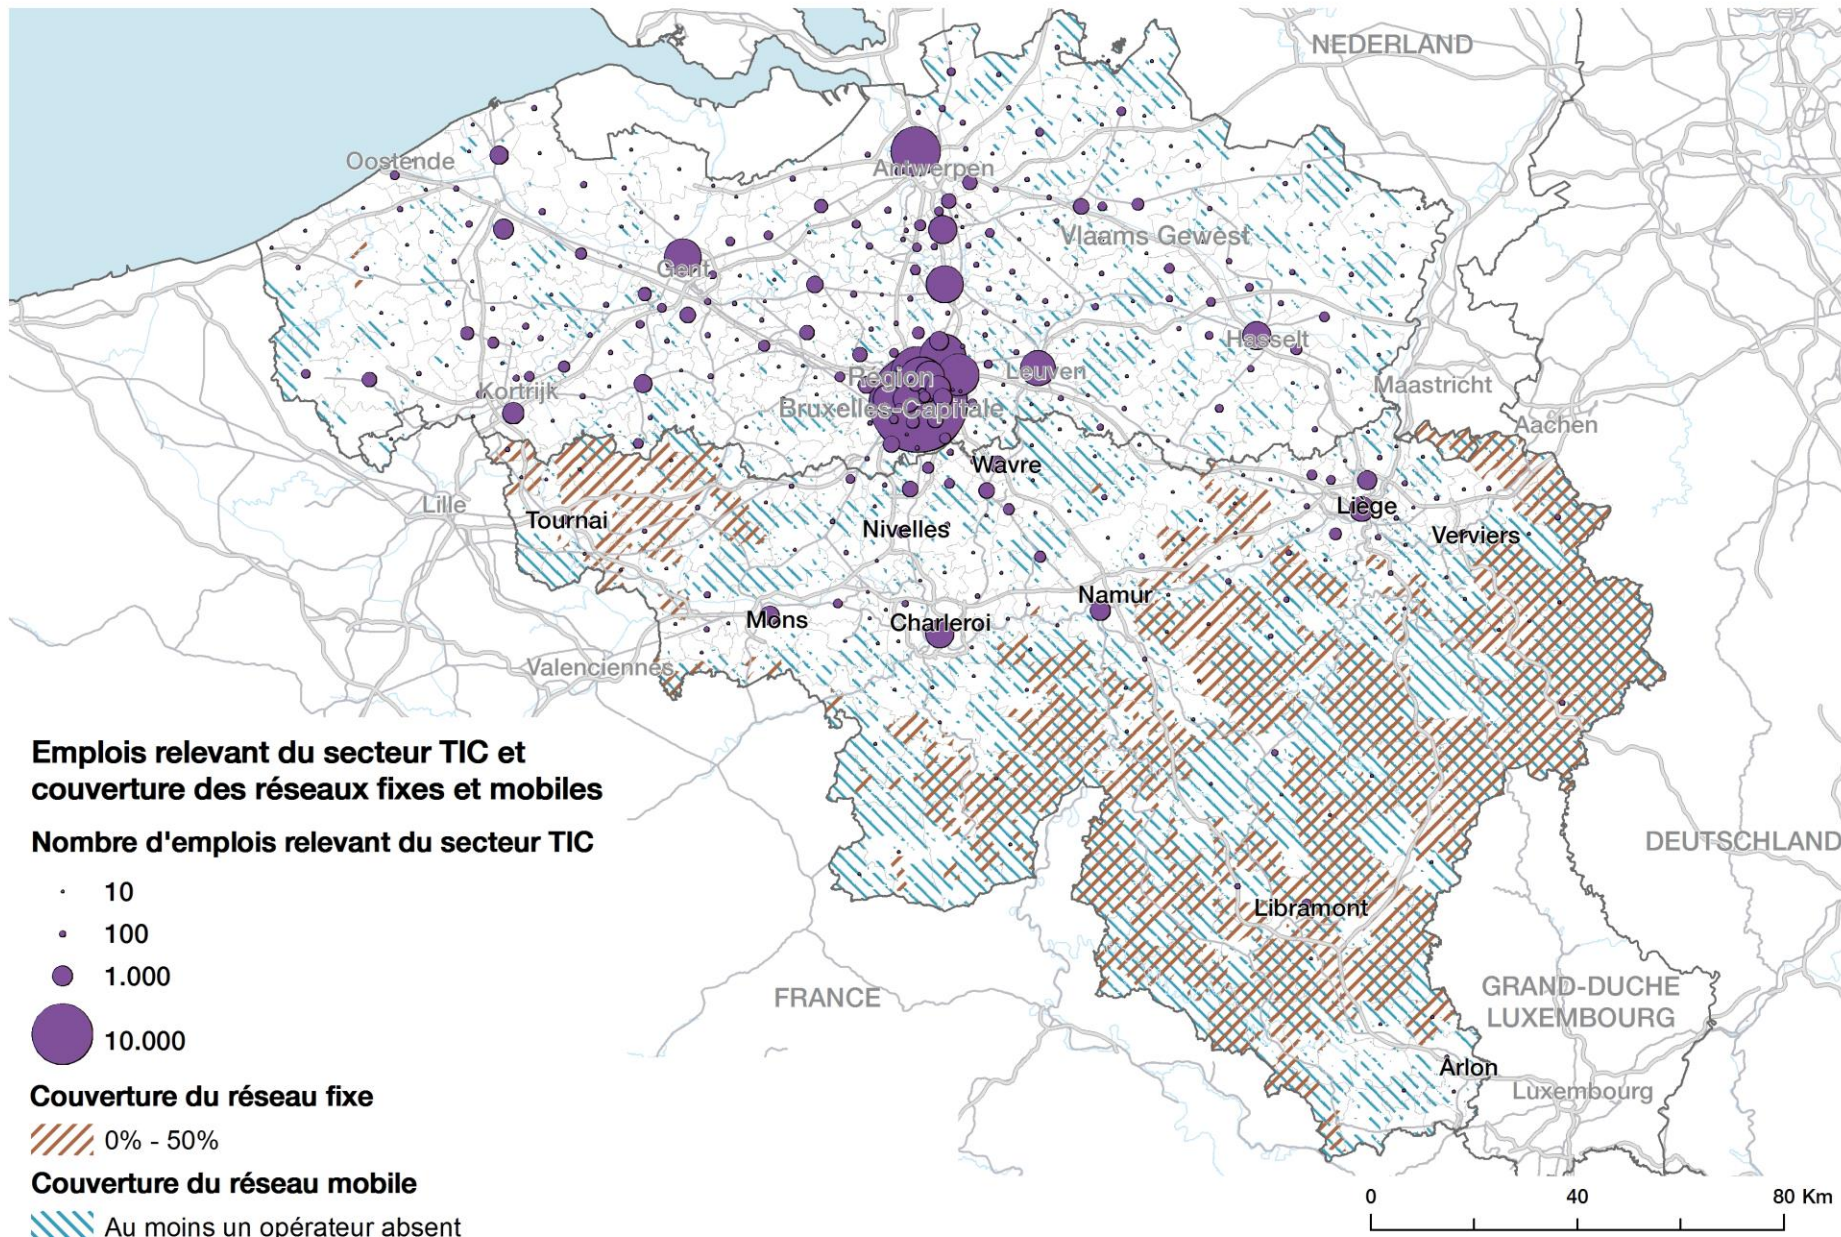 NEDERLAND
Oostende
Antwerpen
Vlaams Gewest
Gent
Hasselt
Région
Bruxelles-Capitale
Leuven
Maastricht
Kortrijk
Aachen
Wavre
Lille
Tournai
Nivelles
Liège
Verviers
Namur
Mons
Charleroi
Valenciennes
Emplois relevant du secteur TIC et
couverture des réseaux fixes et mobiles
Nombre d'emplois relevant du secteur TIC
10
100
1.000
10.000
Couverture du réseau fixe
0% - 50%
Couverture du réseau mobile
Au moins un opérateur absent
DEUTSCHLAND
Libramont
FRANCE
GRAND-DUCHE
LUXEMBOURG
Ârlon
Luxembourg
0 40 80 Km